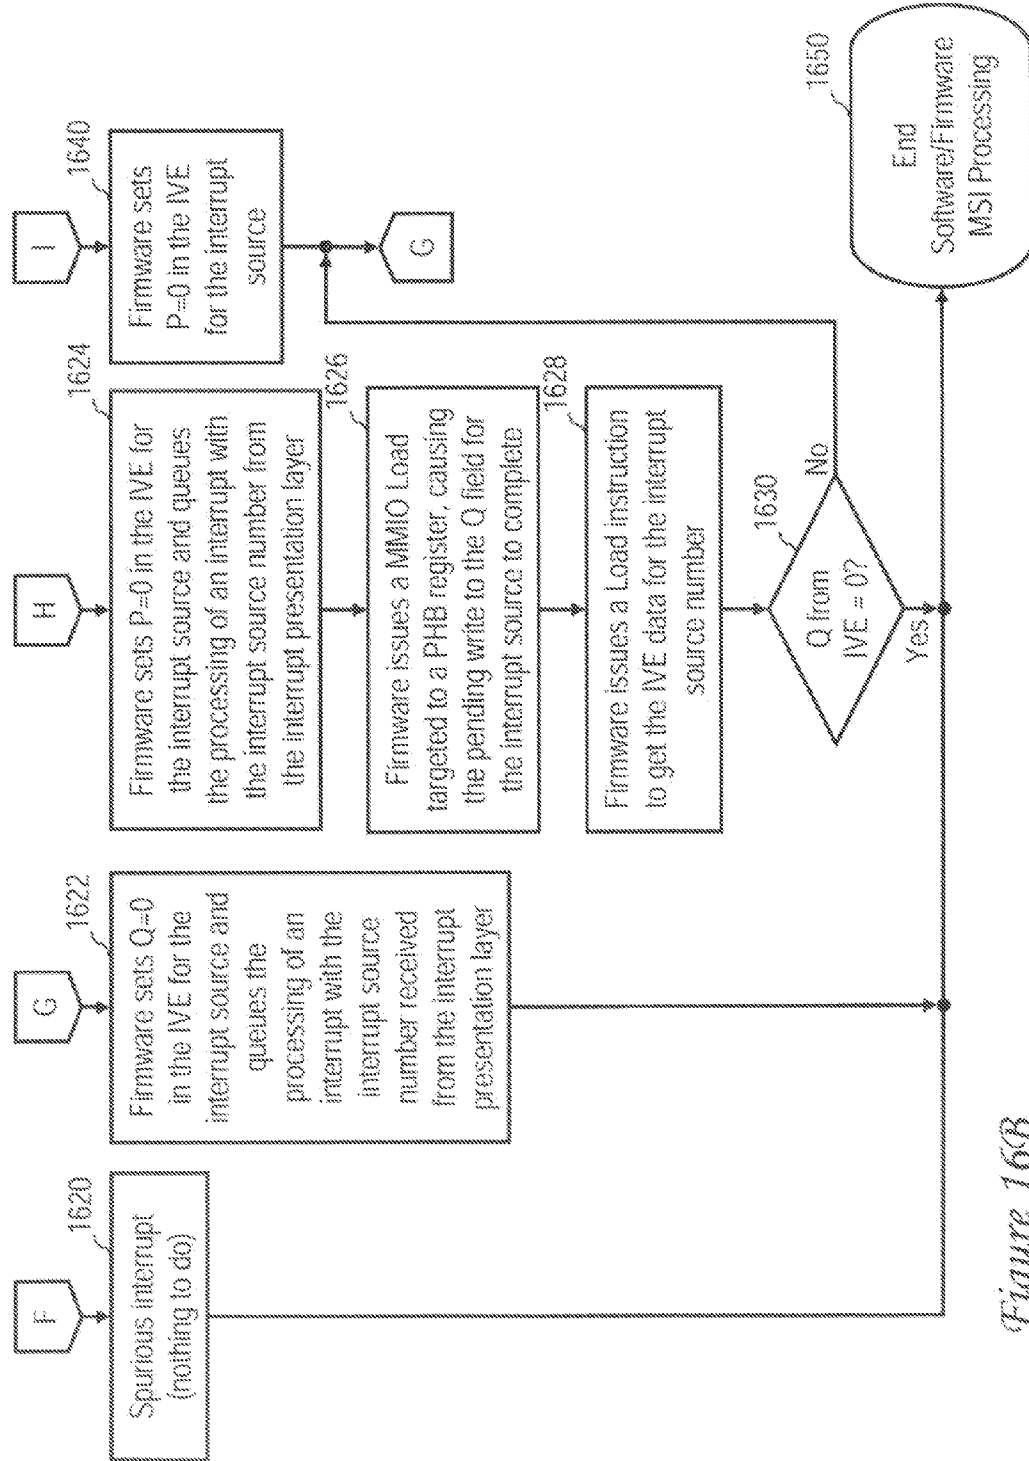 F
1620
Spurious interrupt
(nothing to do)
G
1622
Firmware sets Q=0
in the IVE for the
interrupt source and
queues the
processing of an
interrupt with the
interrupt source
number received
from the interrupt
presentation layer
H
1624
Firmware sets P=0 in the IVE for
the interrupt source and queues
the processing of an interrupt with
the interrupt source number from
the interrupt presentation layer
1626
Firmware issues a MMIO Load
targeted to a PHB register, causing
the pending write to the Q field for
the interrupt source to complete
1628
Firmware issues a Load instruction
to get the IVE data for the interrupt
source number
1630
Q from
IVE = 0?
No
Yes
I
1640
Firmware sets
P=0 in the IVE
for the interrupt
source
G
1650
End
Software/Firmware
MSI Processing
Figure 16B